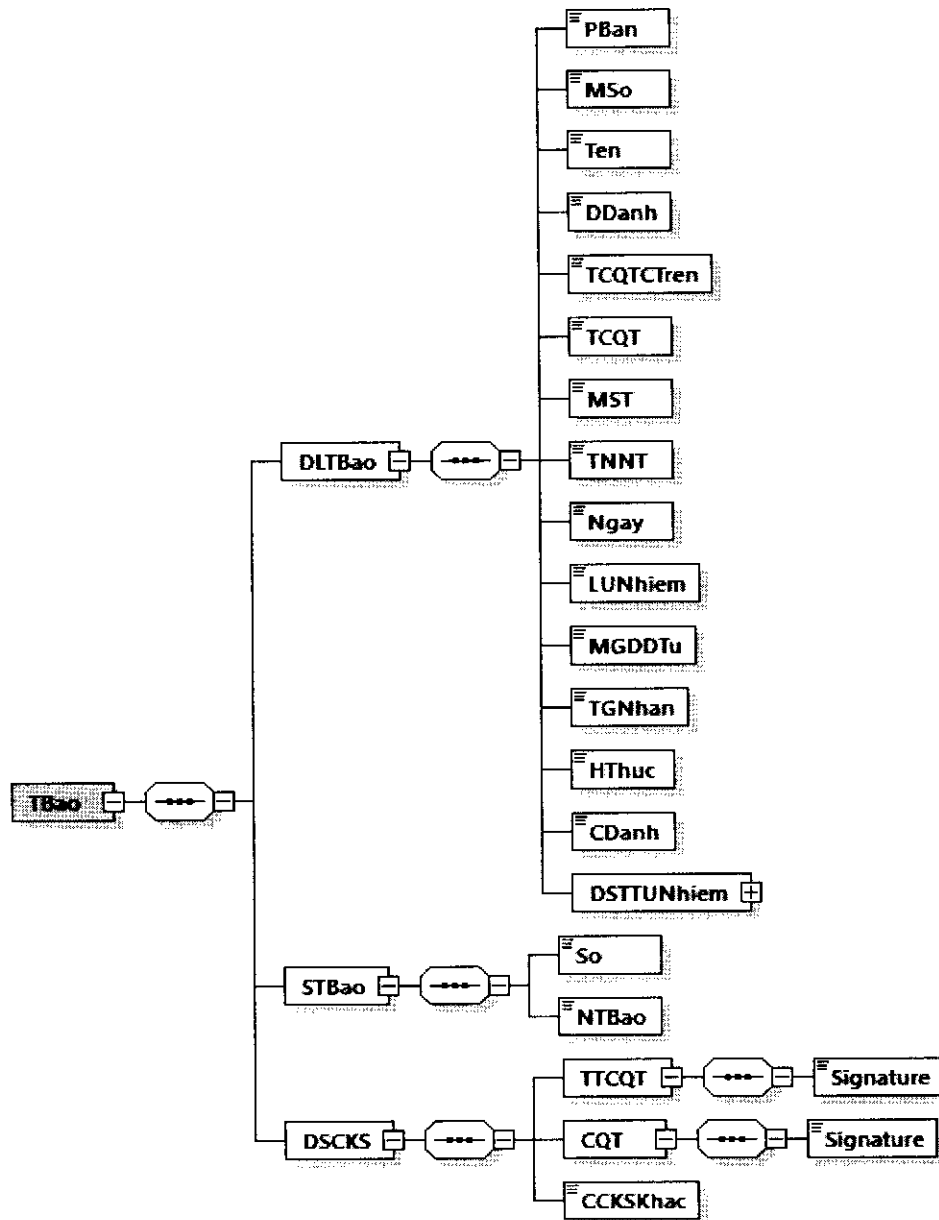 PBan
MSo
Ten
DDanh
TCQTCTren
TCQT
MST
DLTBao
TNNT
Ngay
LUNhiem
MGDDTu
TGNhan
HThuc
TBao
CDanh
DSTTUNhiem
So
STBao
NTBao
TTCQT
Signature
DSCKS
CQT
Signature
CCKSKhac